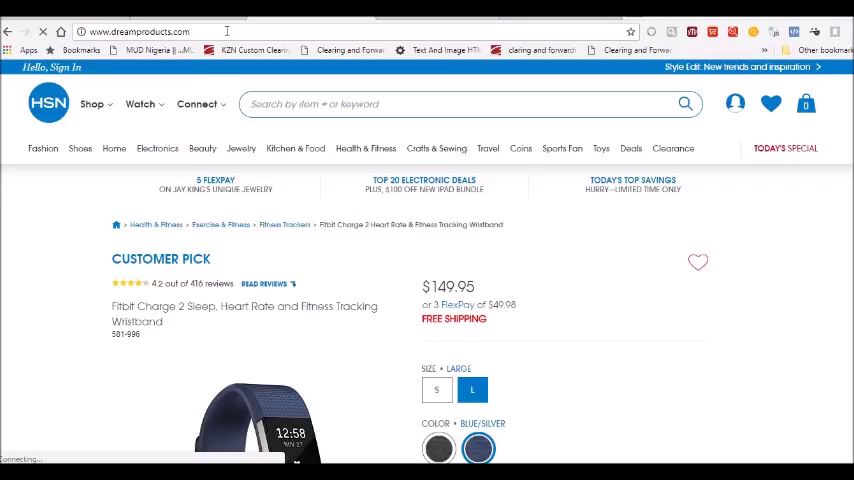 www.dreamproducts.com
Apps Bookmarks MUD Nigeria || ...Mi... KZN Custom Clearin Clearing and Forwar Text And Image HTM claring and forward Clearing and Forwar » Other bookmark
Hello, Sign In Style Edit: New trends and inspiration
HSN Shop Watch Connect Search by item # or keyword 0
Fashion Shoes Home Electronics Beauty Jewelry Kitchen & Food Health & Fitness Crafts & Sewing Travel Coins Sports Fan Toys Deals Clearance TODAY'S SPECIAL
5 FLEXPAY TOP 20 ELECTRONIC DEALS TODAY'S TOP SAVINGS
ON JAY KING'S UNIQUE JEWELRY PLUS, $100 OFF NEW IPAD BUNDLE HURRY—LIMITED TIME ONLY
> Health & Fitness > Exercise & Fitness > Fitness Trackers > Fitbit Charge 2 Heart Rate & Fitness Tracking Wristband
CUSTOMER PICK
4.2 out of 416 reviews READ REVIEWS
Fitbit Charge 2 Sleep, Heart Rate and Fitness Tracking
Wristband
581-996
$149.95
or 3 FlexPay of $49.98
FREE SHIPPING
SIZE • LARGE
S L
COLOR • BLUE/SILVER
12:58
Connecting...